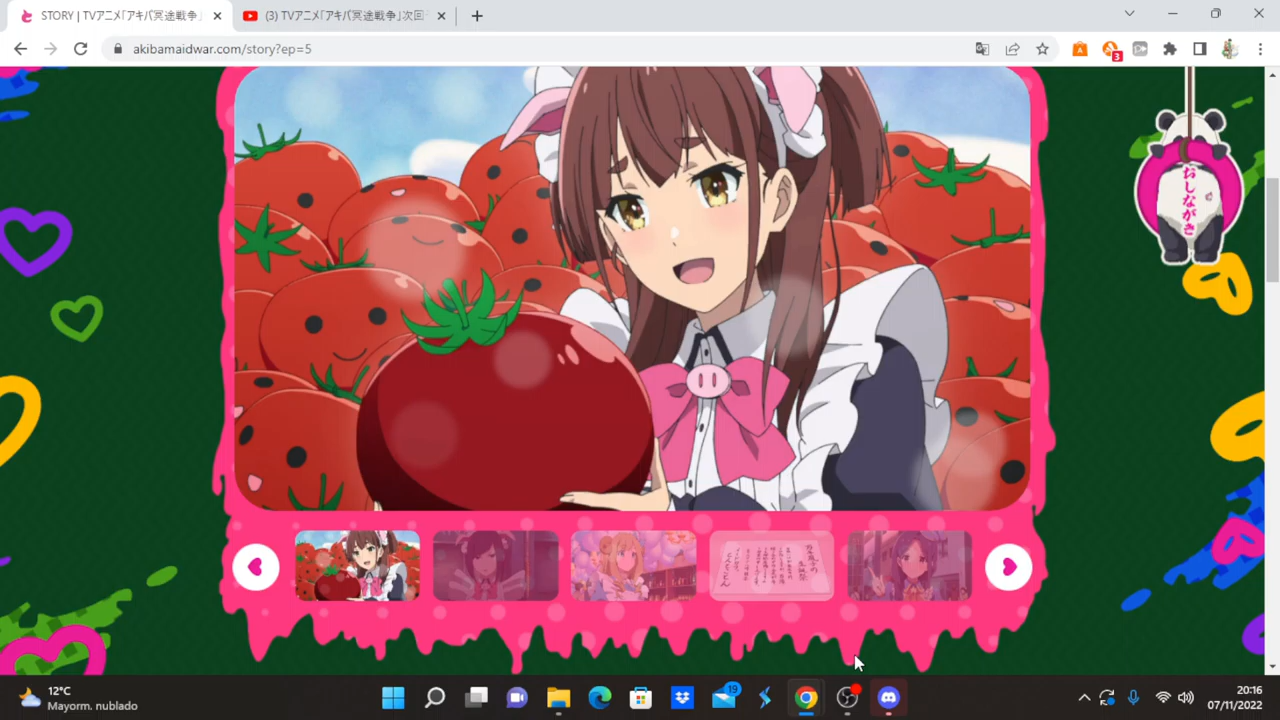 STORY | TVアニメ「アキバ冥途戦争」
(3) TVアニメ「アキバ冥途戦争」次回
akibamaidwar.com/story?ep=5
3
おしながき
12°C
Mayorm. nublado
19
20:16
07/11/2022